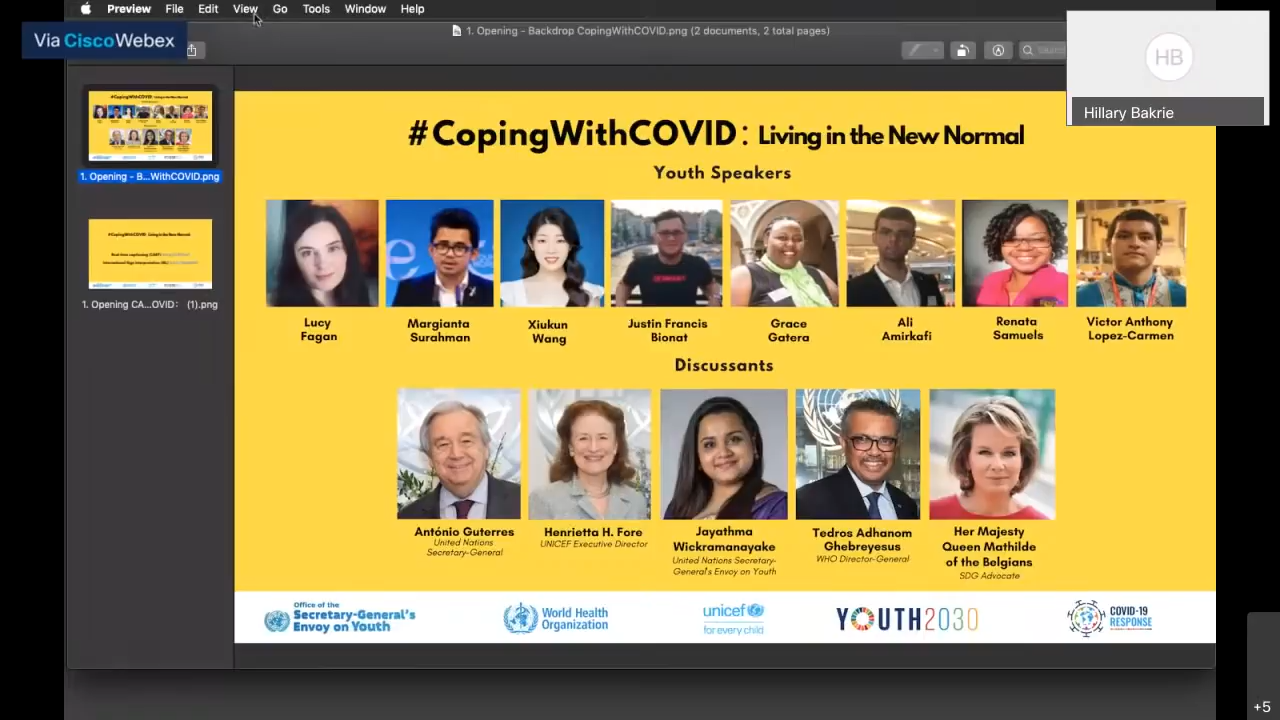 Preview File Edit View Go Tools Window Help
Via CiscoWebex
1. Opening - Backdrop CopingWithCOVID.png (2 documents, 2 total pages)
HB
Hillary Bakrie
1. Opening - B...WithCOVID.png
1. Opening CA...OVID: (1).png
#CopingWithCOVID: Living in the New Normal
Youth Speakers
Lucy
Fagan
Margianta
Surahman
Xiukun
Wang
Justin Francis
Bionat
Grace
Gatera
Ali
Amirkafi
Renata
Samuels
Victor Anthony
Lopez-Carmen
Discussants
António Guterres
United Nations
Secretary-General
Henrietta H. Fore
UNICEF Executive Director
Jayathma
Wickramanayake
United Nations Secretary-
General's Envoy on Youth
Tedros Adhanom
Ghebreyesus
WHO Director-General
Her Majesty
Queen Mathilde
of the Belgians
SDG Advocate
Office of the
Secretary-General's
Envoy on Youth
World Health
Organization
unicef
for every child
YOUTH2030
COVID-19
RESPONSE
+5